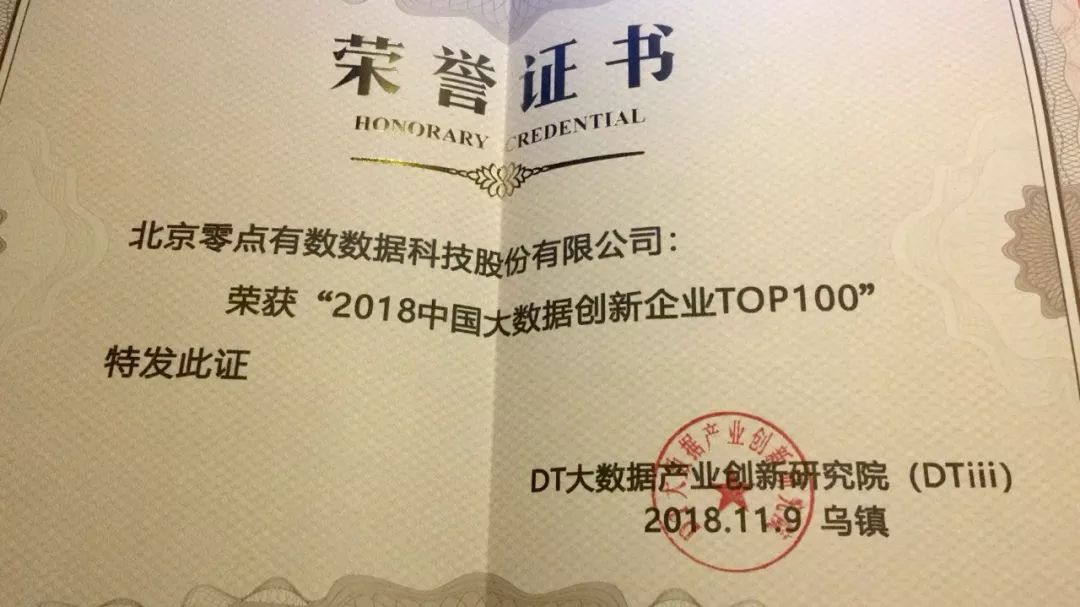 荣誉证书
HONORARY CREDENTIAL
北京零点有数数据科技股份有限公司：
荣获“2018中国大数据创新企业TOP100”
特发此证
DT大数据产业创新研究院（DTiii）
2018.11.9 乌镇